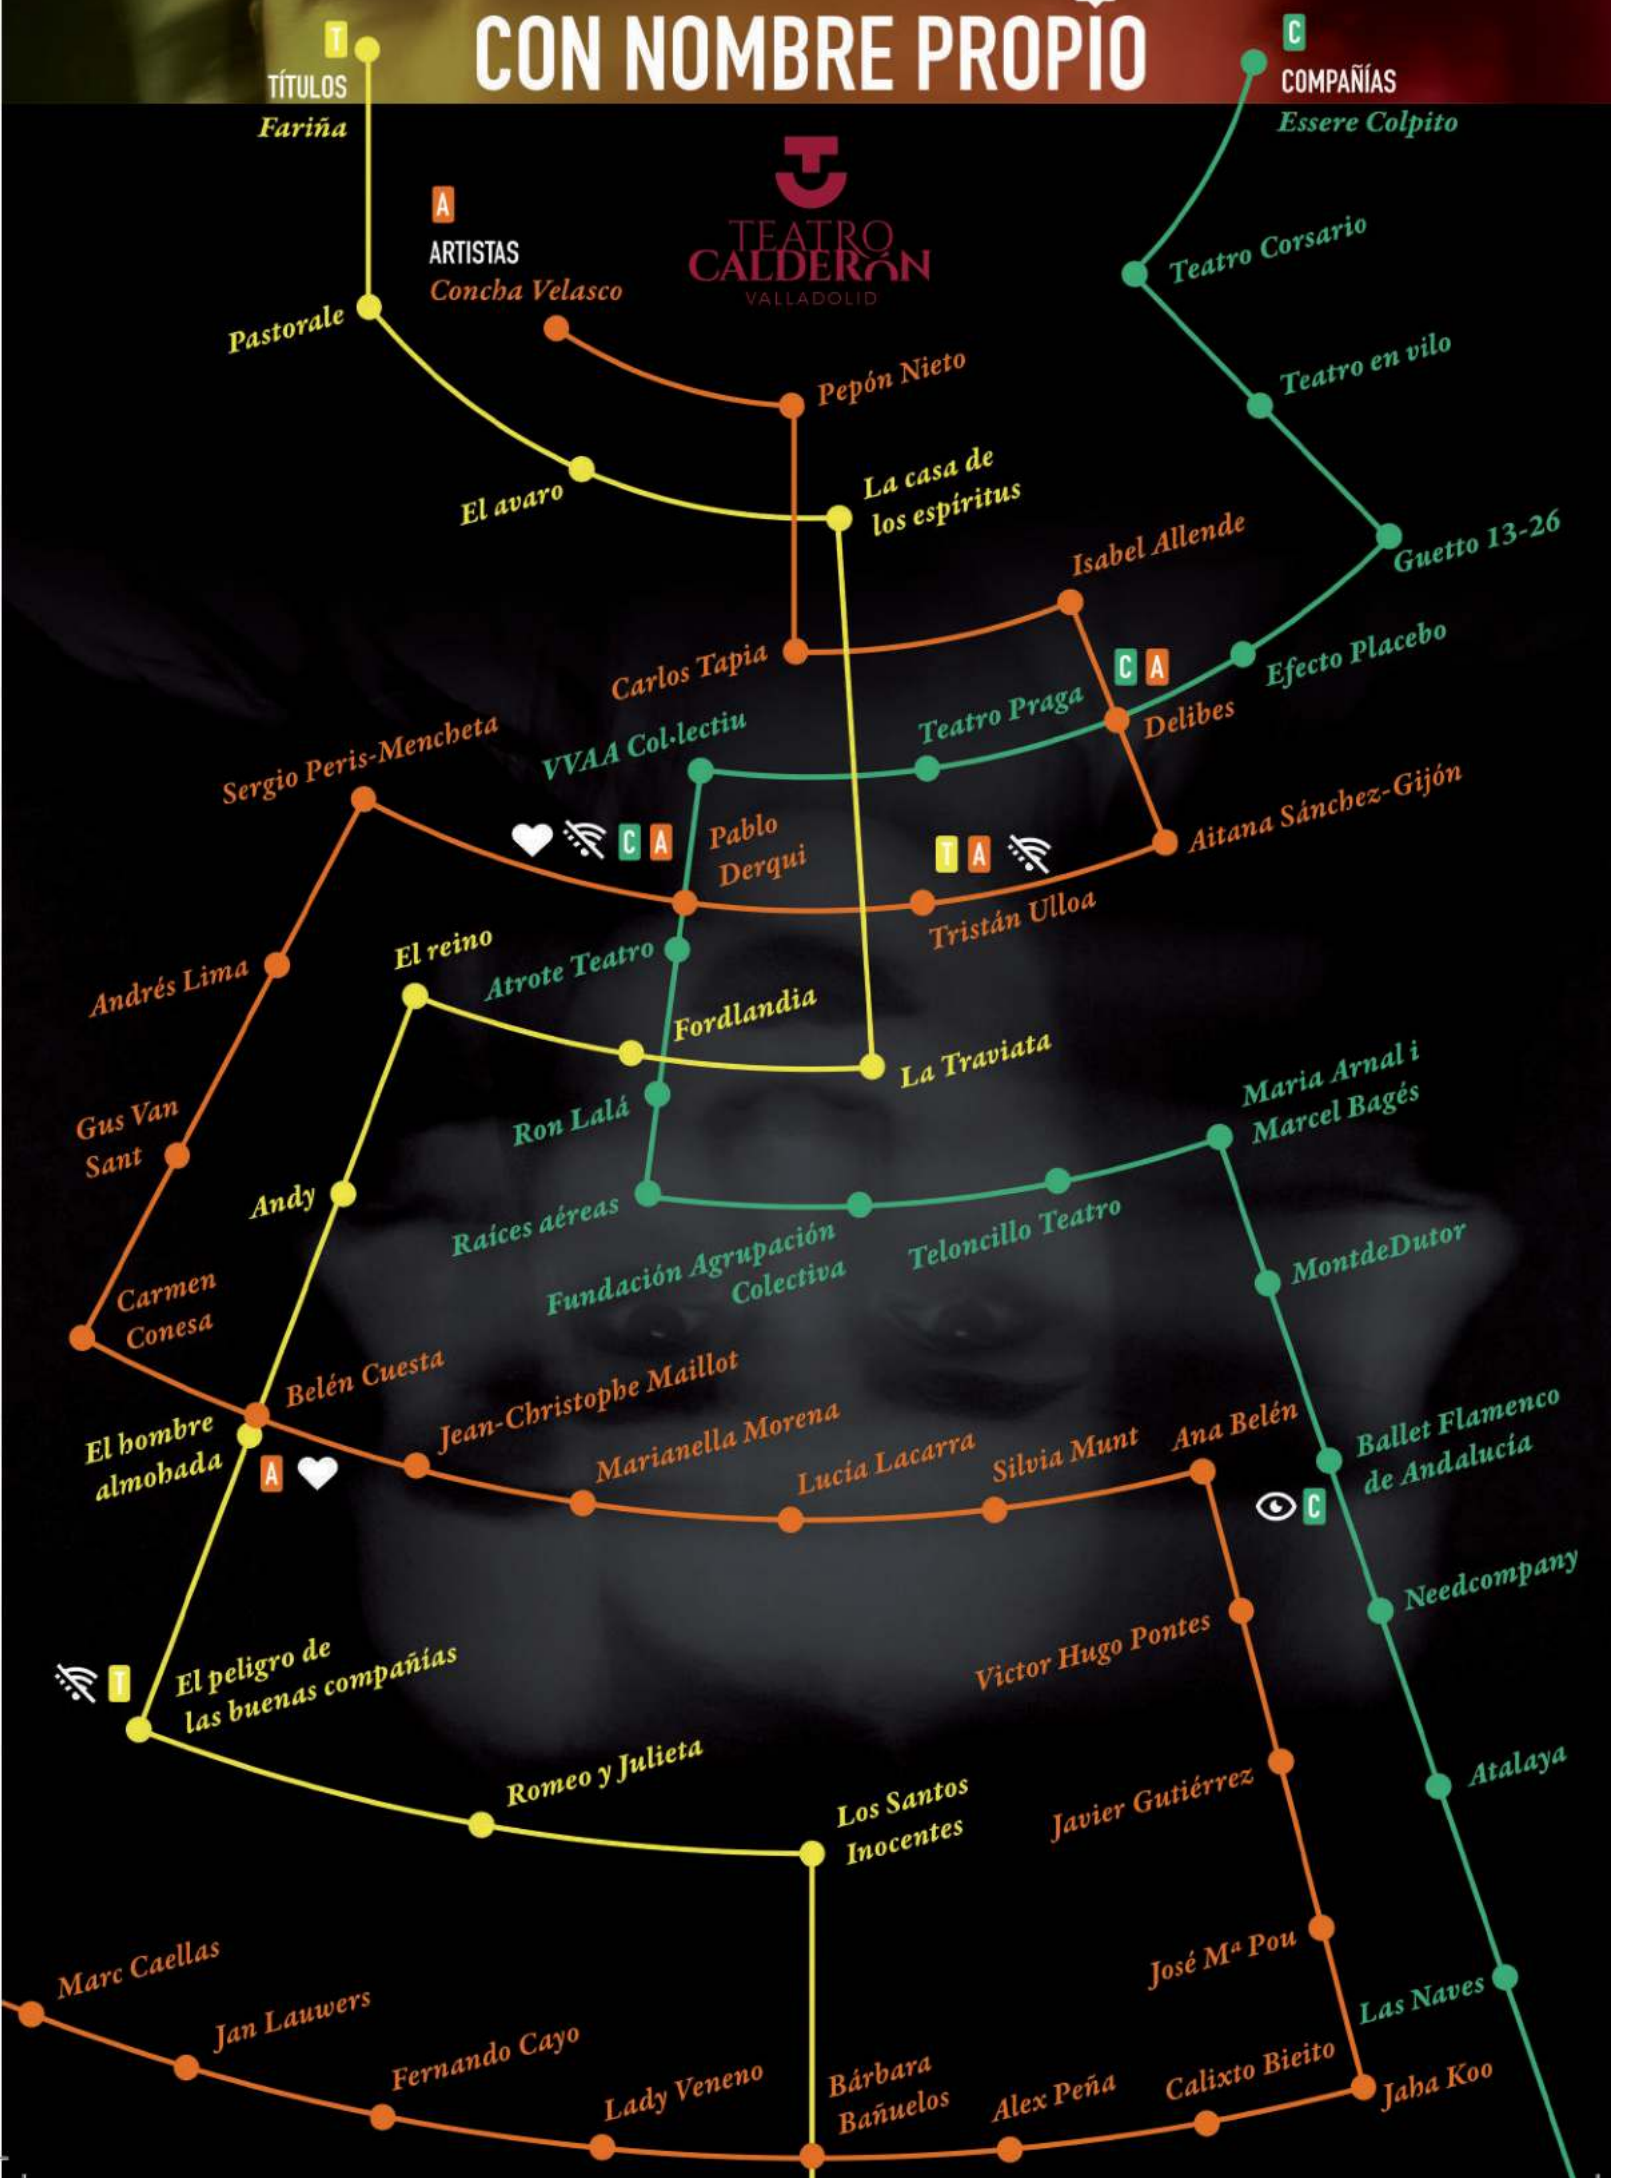 CON NOMBRE PROPIO
T
TÍTULOS
Fariña
C
COMPAÑÍAS
Essere Colpito
A
ARTISTAS
Concha Velasco
TEATRO
CALDERÓN
VALLADOLID
Teatro Corsario
Pastorale
Pepón Nieto
Teatro en vilo
El avaro
La casa de
los espíritus
Isabel Allende
Guetto 13-26
Carlos Tapia
C A
Efecto Placebo
Teatro Praga
Delibes
VVAA Col·lectiu
Sergio Peris-Mencheta
C A
Pablo
Derqui
T A
Aitana Sánchez-Gijón
Tristán Ulloa
El reino
Atrote Teatro
Andrés Lima
Fordlandia
La Traviata
Maria Arnal i
Marcel Bagés
Gus Van
Sant
Ron Lalá
Andy
Raíces aéreas
Fundación Agrupación
Colectiva
Teloncillo Teatro
MontdeDutor
Carmen
Conesa
Belén Cuesta
El hombre
almohada
A
Jean-Christophe Maillot
Marianella Morena
Lucía Lacarra
Silvia Munt
Ana Belén
Ballet Flamenco
de Andalucía
C
Needcompany
Victor Hugo Pontes
T
El peligro de
las buenas compañías
Romeo y Julieta
Los Santos
Inocentes
Javier Gutiérrez
Atalaya
José Mª Pou
Las Naves
Marc Caellas
Jan Lauwers
Fernando Cayo
Lady Veneno
Bárbara
Bañuelos
Alex Peña
Calixto Bieito
Jaha Koo